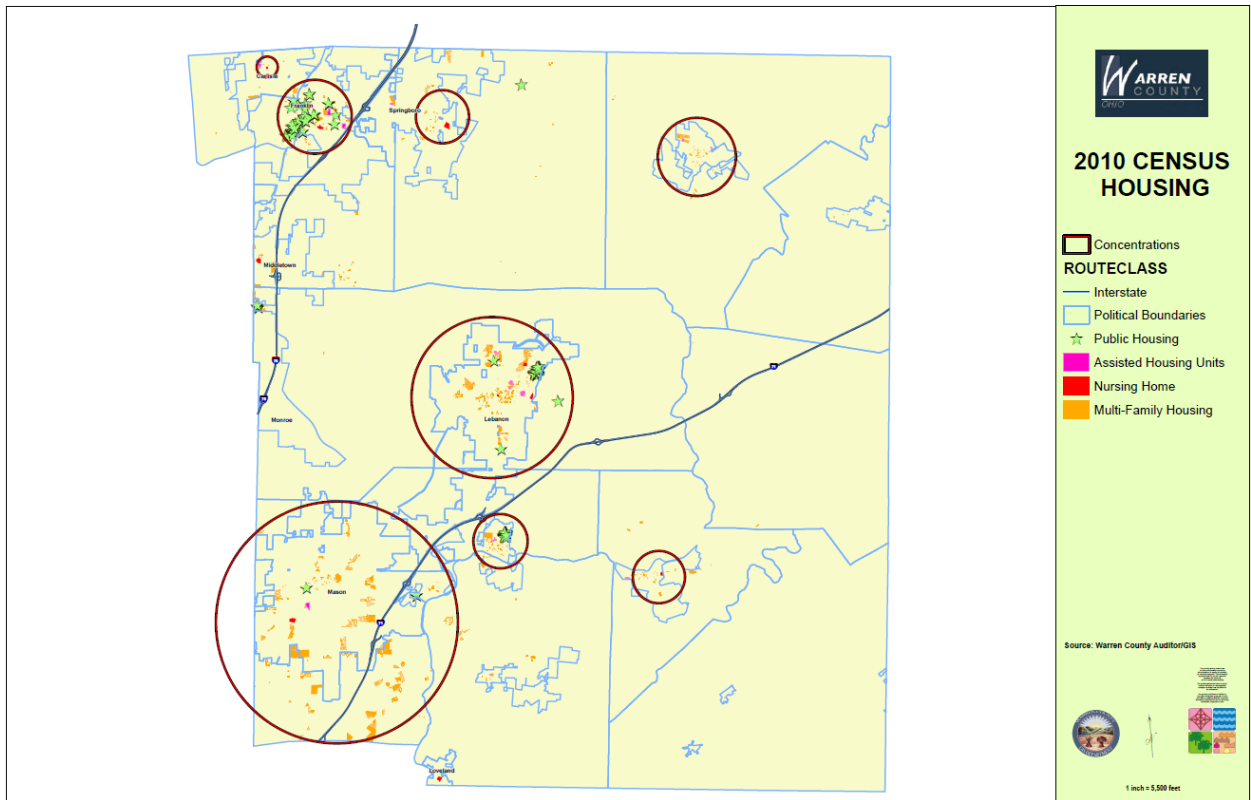 Carlisle
Franklin
Springboro
Middletown
Monroe
Lebanon
Mason
Loveland
WARREN
COUNTY
OHIO
2010 CENSUS
HOUSING
Concentrations
ROUTECLASS
Interstate
Political Boundaries
Public Housing
Assisted Housing Units
Nursing Home
Multi-Family Housing
Source: Warren County Auditor/GIS
1 inch = 5,500 feet